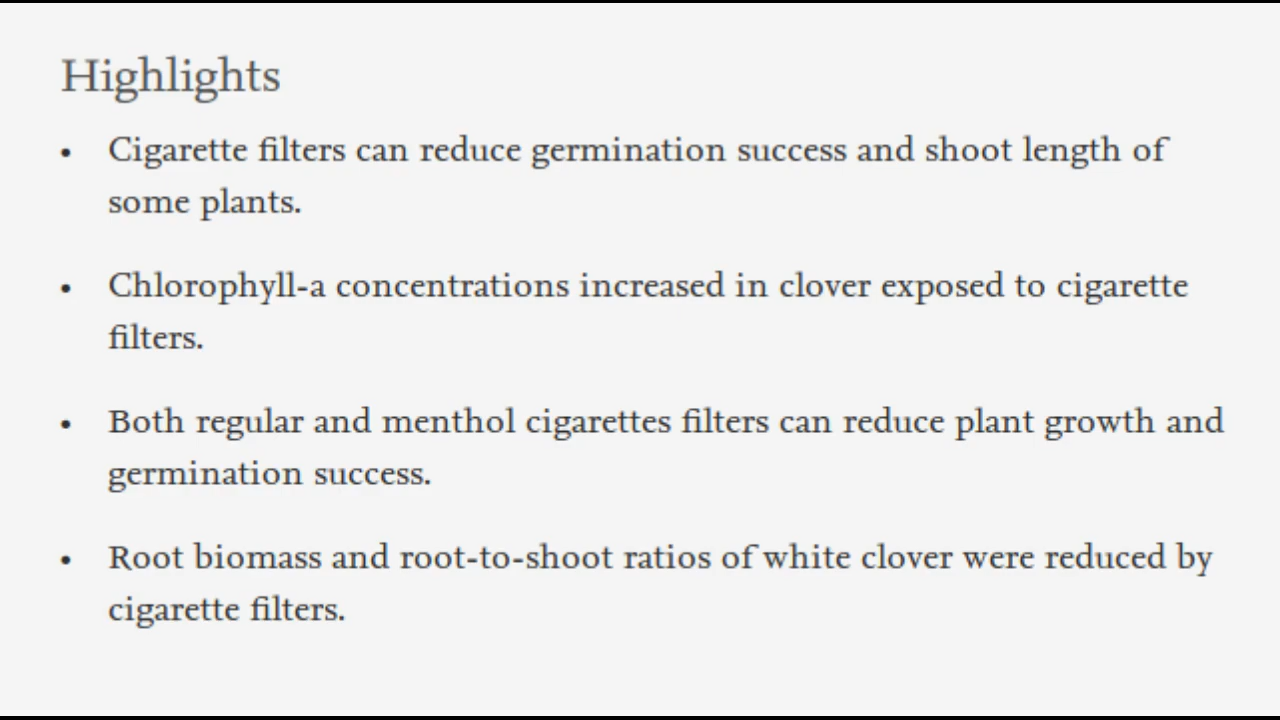 Highlights
• Cigarette filters can reduce germination success and shoot length of
some plants.
• Chlorophyll-a concentrations increased in clover exposed to cigarette
filters.
• Both regular and menthol cigarettes filters can reduce plant growth and
germination success.
• Root biomass and root-to-shoot ratios of white clover were reduced by
cigarette filters.